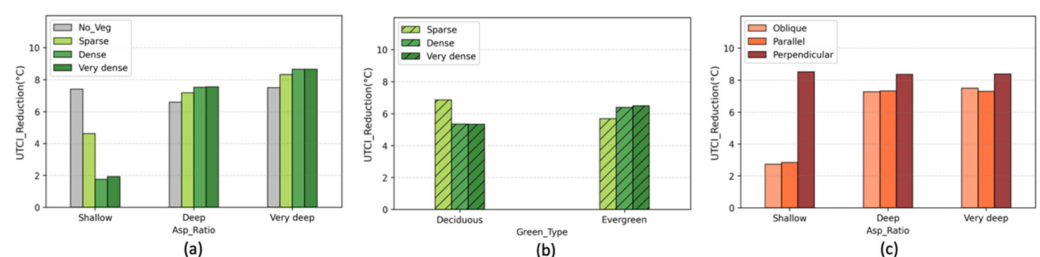 No_Veg
Sparse
Dense
Very dense
UTCI_Reduction(°C)
10
8
6
4
2
0
Shallow
Deep
Very deep
Asp_Ratio
(a)
Sparse
Dense
Very dense
UTCI_Reduction(°C)
10
8
6
4
2
0
Deciduous
Evergreen
Green_Type
(b)
Oblique
Parallel
Perpendicular
UTCI_Reduction(°C)
10
8
6
4
2
0
Shallow
Deep
Very deep
Asp_Ratio
(c)